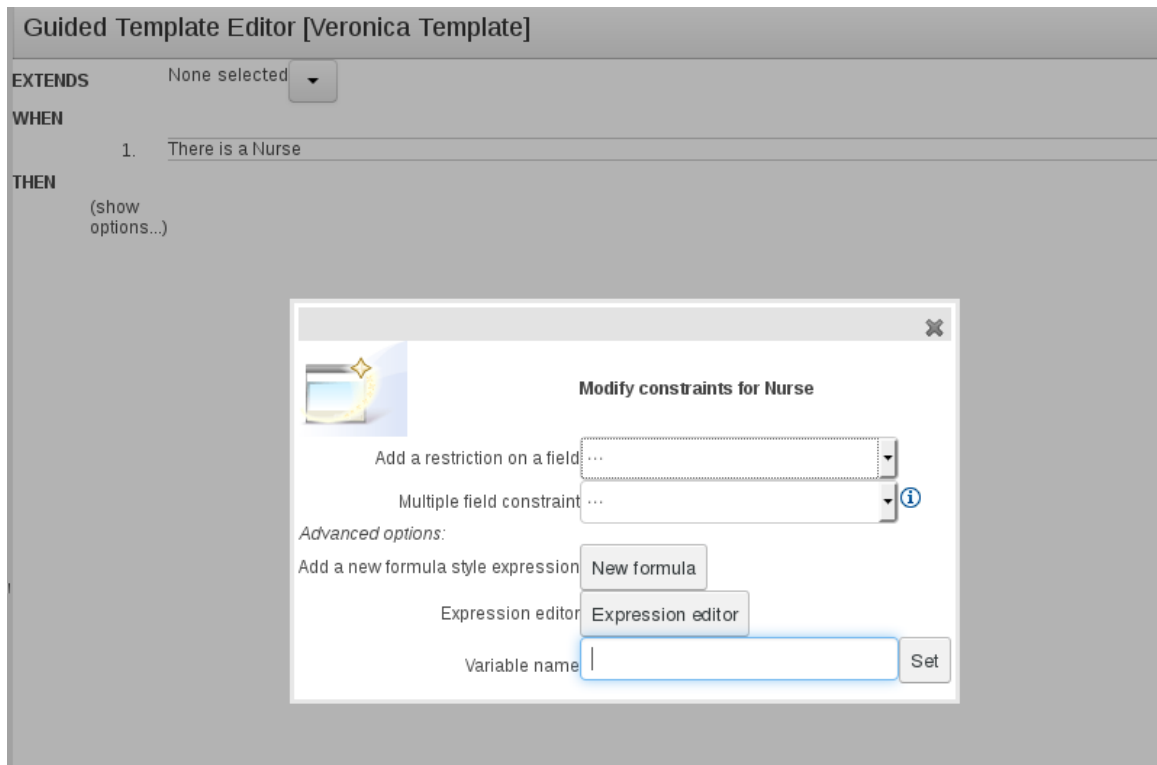 Guided Template Editor [Veronica Template]
EXTENDS None selected
WHEN
1. There is a Nurse
THEN
(show
options...)
Modify constraints for Nurse
Add a restriction on a field ...
Multiple field constraint ...
Advanced options:
Add a new formula style expression New formula
Expression editor Expression editor
Variable name Set